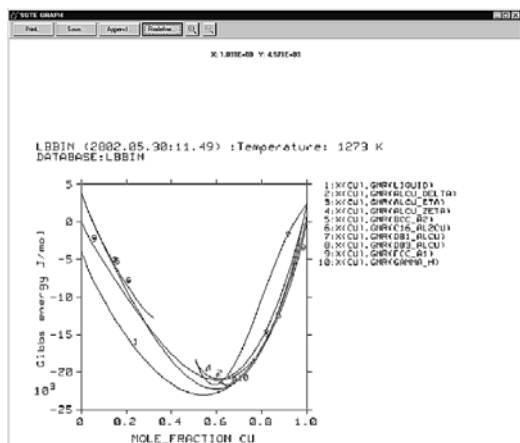 SGTE GRAPH
Print... Save... Append... Redefine...
LBBIN (2002.05.30:11.49) :Temperature: 1273 K
DATABASE:LBBIN
1:X(CU),GMR(LIQUID)
2:X(CU),GMR(ALCU_DELTA)
3:X(CU),GMR(ALCU_ETA)
4:X(CU),GMR(ALCU_ZETA)
5:X(CU),GMR(BCC_A2)
6:X(CU),GMR(C16_AL2CU)
7:X(CU),GMR(D81_ALCU)
8:X(CU),GMR(D83_ALCU)
9:X(CU),GMR(FCC_A1)
10:X(CU),GMR(GAMMA_H)
Gibbs energy J/mol
10³
5
0
-5
-10
-15
-20
-25
0 0.2 0.4 0.6 0.8 1.0
MOLE_FRACTION CU